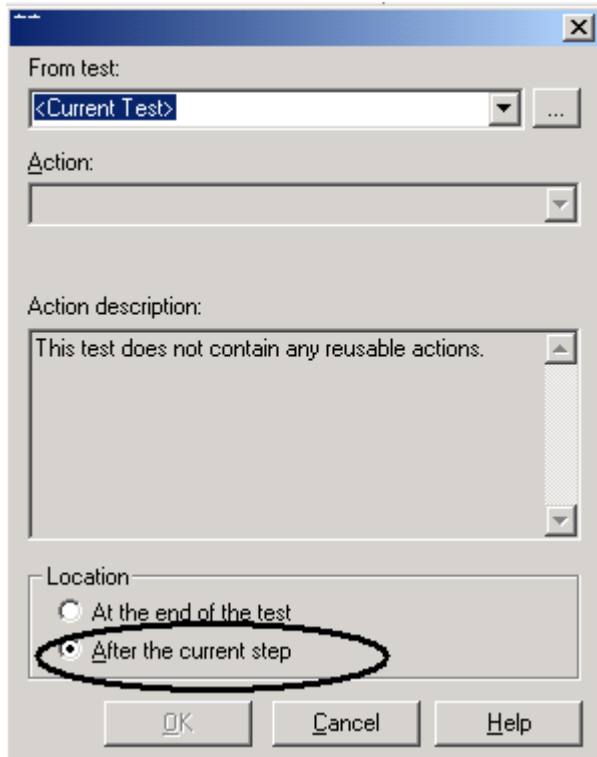 From test:
<Current Test>
...
Action:
Action description:
This test does not contain any reusable actions.
Location
At the end of the test
After the current step
OK Cancel Help